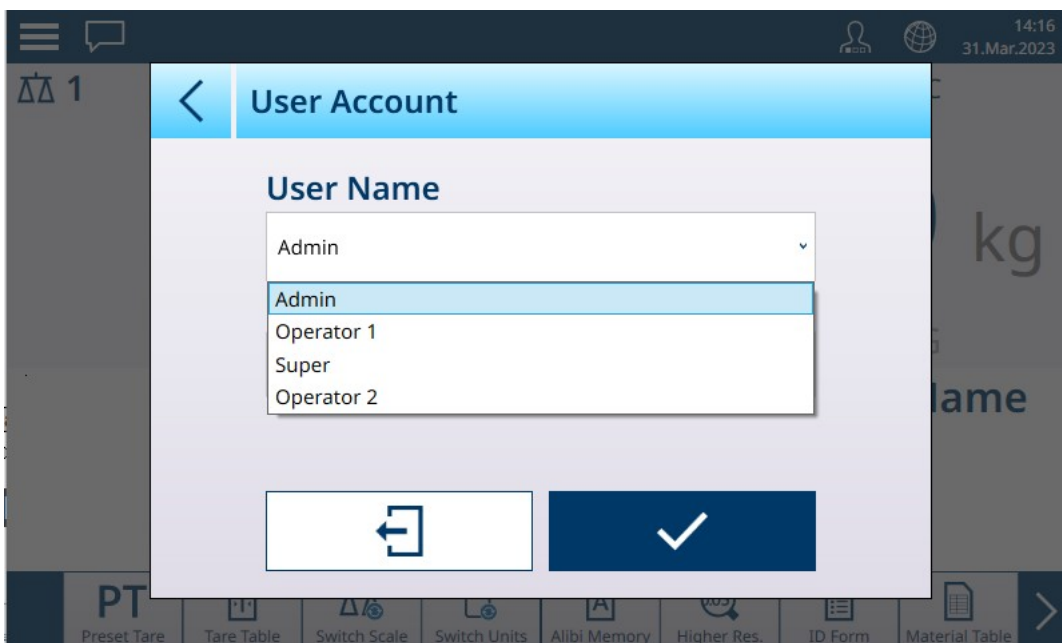 14:16
31.Mar.2023
1
C
User Account
User Name
Admin
kg
Admin
Operator 1
G
Super
Operator 2
lame
PT
Preset Tare
Tare Table
Switch Scale
Switch Units
Alibi Memory
Higher Res.
ID Form
Material Table